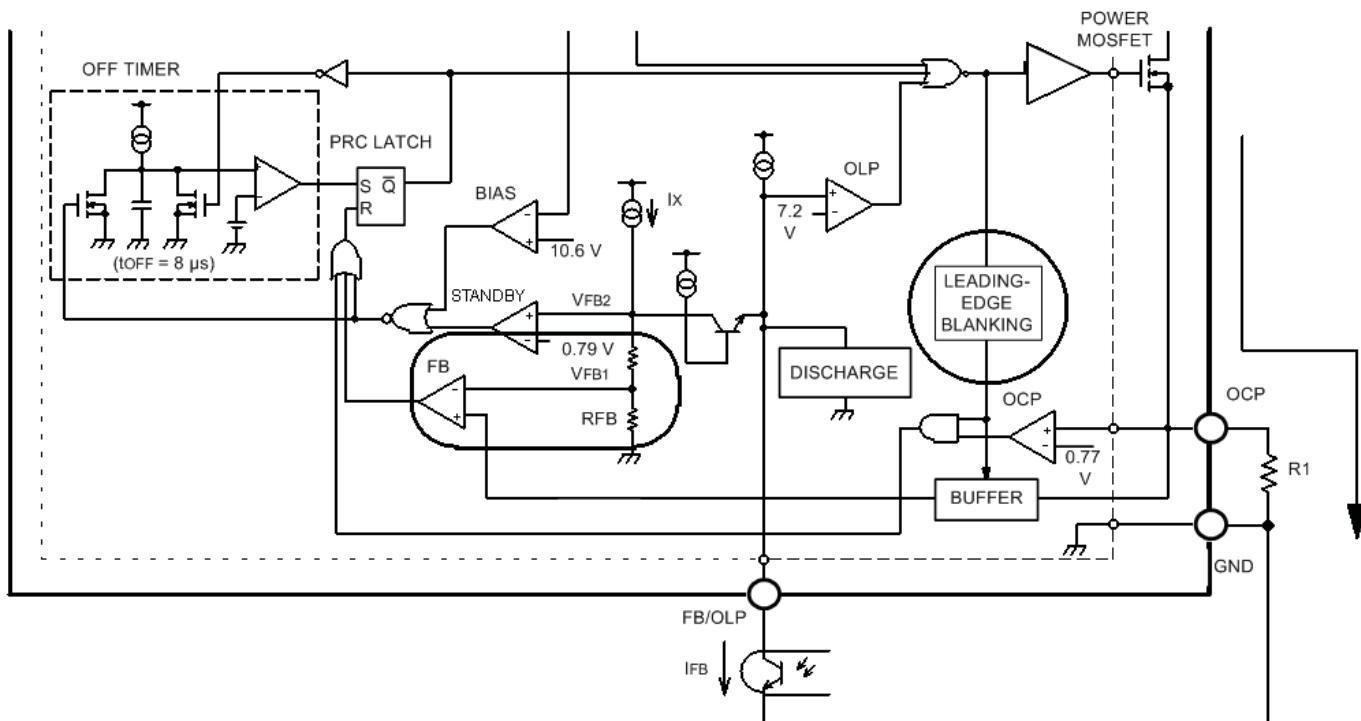 POWER
MOSFET
OFF TIMER
PRC LATCH
OLP
S Q̅
R
BIAS
IX
+
-
7.2
V
-
+
10.6 V
(tOFF = 8 µs)
LEADING-
EDGE
BLANKING
STANDBY
VFB2
+
-
0.79 V
FB
VFB1
DISCHARGE
-
+
RFB
OCP
OCP
+
-
0.77
V
R1
BUFFER
GND
FB/OLP
IFB